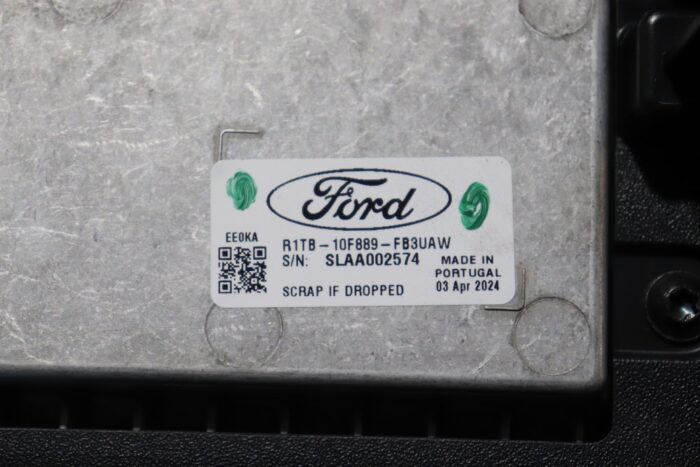 Ford
EE0KA
R1TB-10F889-FB3UAW
S/N: SLAA002574
MADE IN
PORTUGAL
SCRAP IF DROPPED
03 Apr 2024